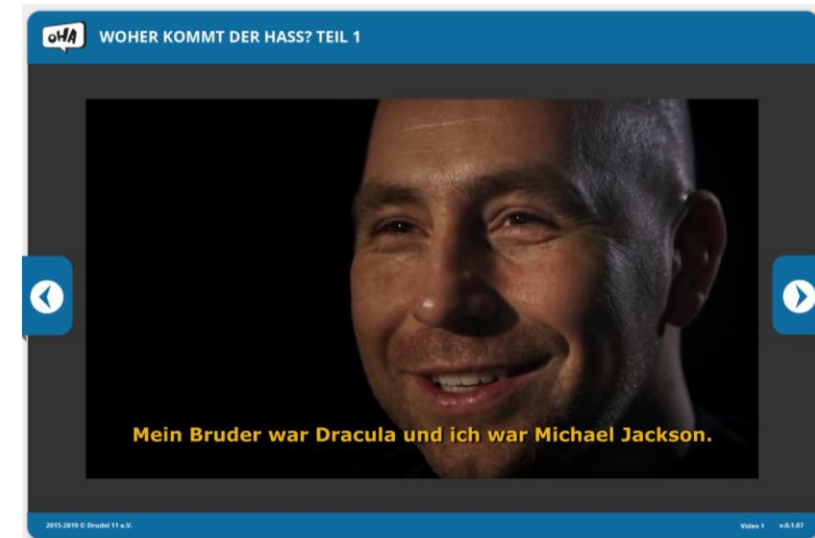 oHA
WOHER KOMMT DER HASS? TEIL 1
Mein Bruder war Dracula und ich war Michael Jackson.
2015-2019 © Drudel 11 e.V.
Video 1 v.0.1.07